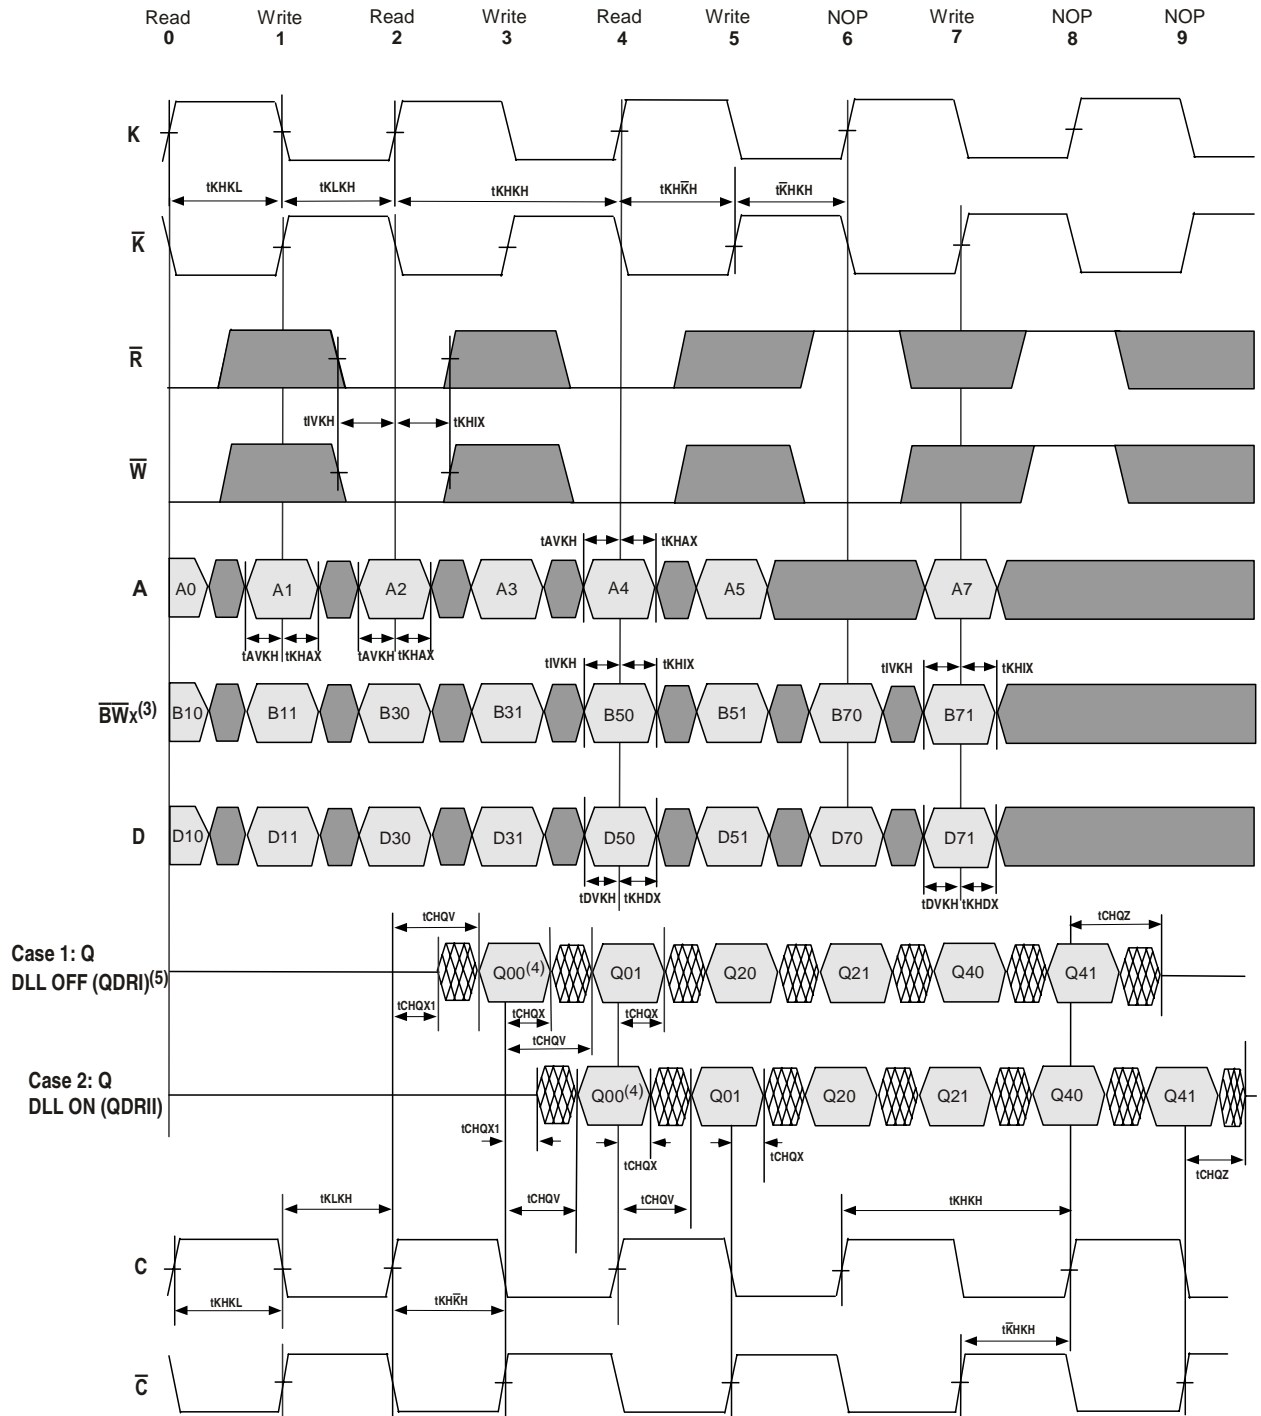 Read Write Read Write Read Write NOP Write NOP NOP
0 1 2 3 4 5 6 7 8 9
K
tKHKL tKLKH tKHKH tKHK̅H tK̅HKH
K̅
R̅
tIVKH tKHIX
W̅
tAVKH tKHAX
A A0 A1 A2 A3 A4 A5 A7
tAVKH tKHAX tAVKH tKHAX
tIVKH tKHIX tIVKH tKHIX
B̅W̅x(3) B10 B11 B30 B31 B50 B51 B70 B71
D D10 D11 D30 D31 D50 D51 D70 D71
tDVKH tKHDX tDVKH tKHDX
tCHQV tCHQZ
Case 1: Q
DLL OFF (QDRI)(5)
Q00(4) Q01 Q20 Q21 Q40 Q41
tCHQX1 tCHQX tCHQX
tCHQV
Case 2: Q
DLL ON (QDRII)
Q00(4) Q01 Q20 Q21 Q40 Q41
tCHQX1 tCHQX tCHQX tCHQZ
tKLKH tCHQV tCHQV tKHKH
C
tKHKL tKHK̅H
tK̅HKH
C̅